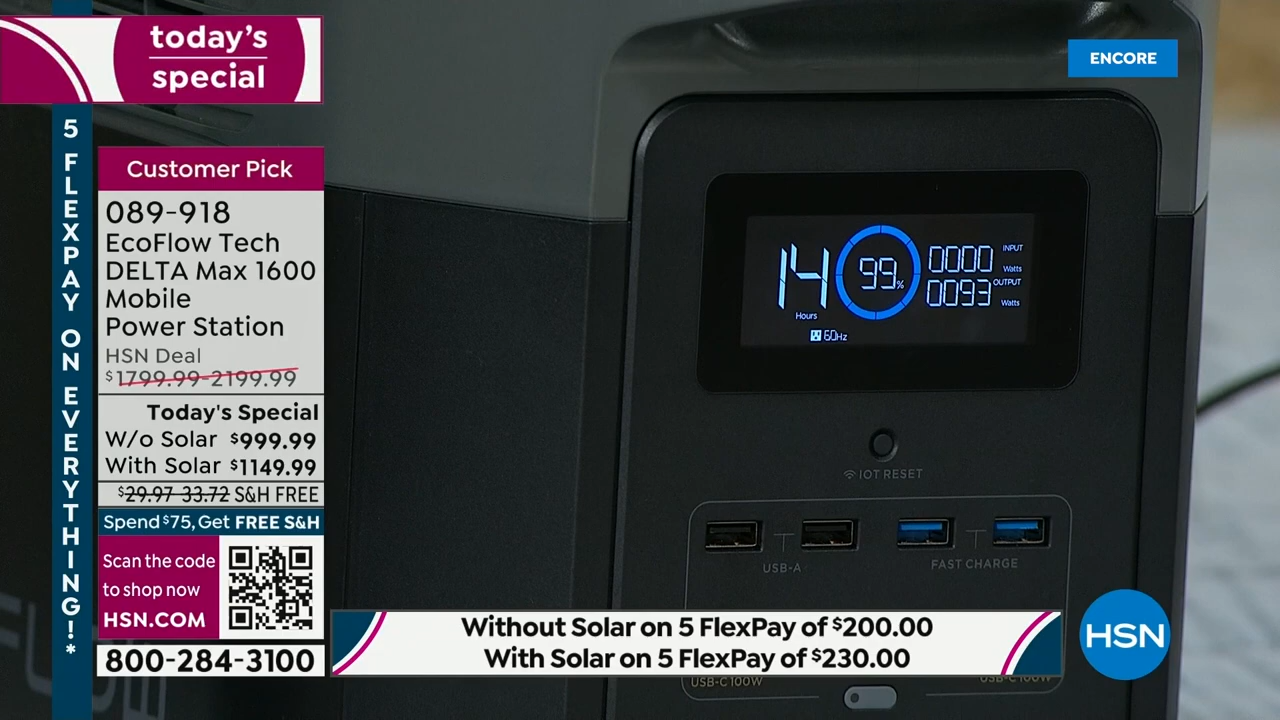 today's
special
ENCORE
5 FLEXPAY ON EVERYTHING!*
Customer Pick
089-918
EcoFlow Tech
DELTA Max 1600
Mobile
Power Station
HSN Deal
$1799.99-2199.99
Today's Special
W/o Solar $999.99
With Solar $1149.99
$29.97-33.72 S&H FREE
Spend $75, Get FREE S&H
Scan the code
to shop now
HSN.COM
800-284-3100
14
Hours
99%
0000
INPUT
Watts
0093
OUTPUT
Watts
60Hz
IOT RESET
USB-A
FAST CHARGE
Without Solar on 5 FlexPay of $200.00
With Solar on 5 FlexPay of $230.00
USB-C 100W
USB-C 100W
HSN